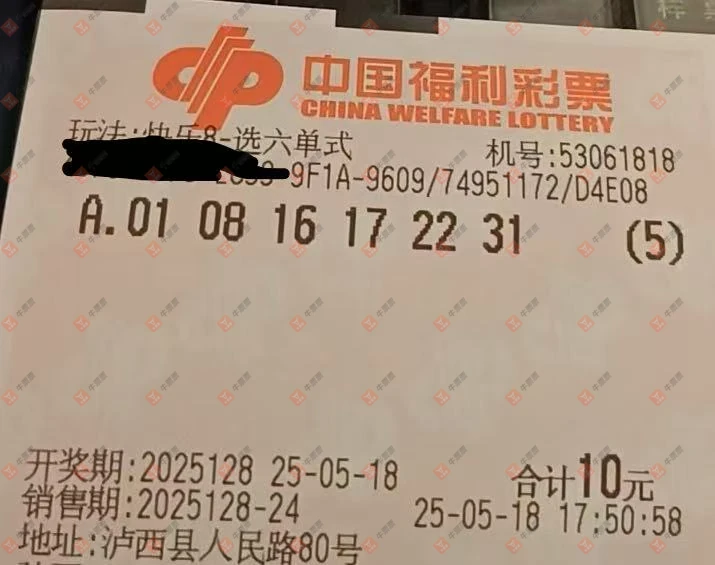 中国福利彩票
CHINA WELFARE LOTTERY
玩法:快乐8-选六单式
机号:53061818
9F1A-9609/74951172/D4E08
A.01 08 16 17 22 31 (5)
开奖期:2025128 25-05-18 合计10元
销售期:2025128-24 25-05-18 17:50:58
地址:泸西县人民路80号